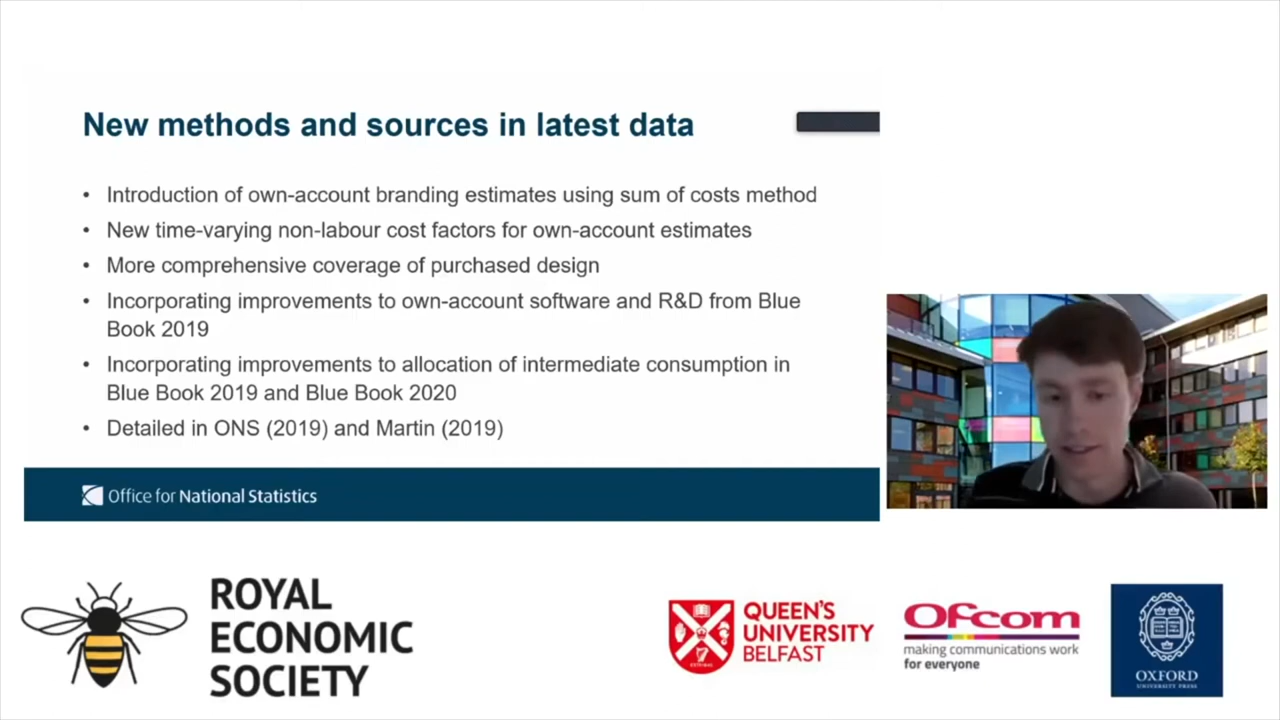 New methods and sources in latest data
• Introduction of own-account branding estimates using sum of costs method
• New time-varying non-labour cost factors for own-account estimates
• More comprehensive coverage of purchased design
• Incorporating improvements to own-account software and R&D from Blue
Book 2019
• Incorporating improvements to allocation of intermediate consumption in
Blue Book 2019 and Blue Book 2020
• Detailed in ONS (2019) and Martin (2019)
Office for National Statistics
ROYAL
ECONOMIC
SOCIETY
QUEEN'S
UNIVERSITY
BELFAST
Ofcom
making communications work
for everyone
OXFORD
UNIVERSITY PRESS